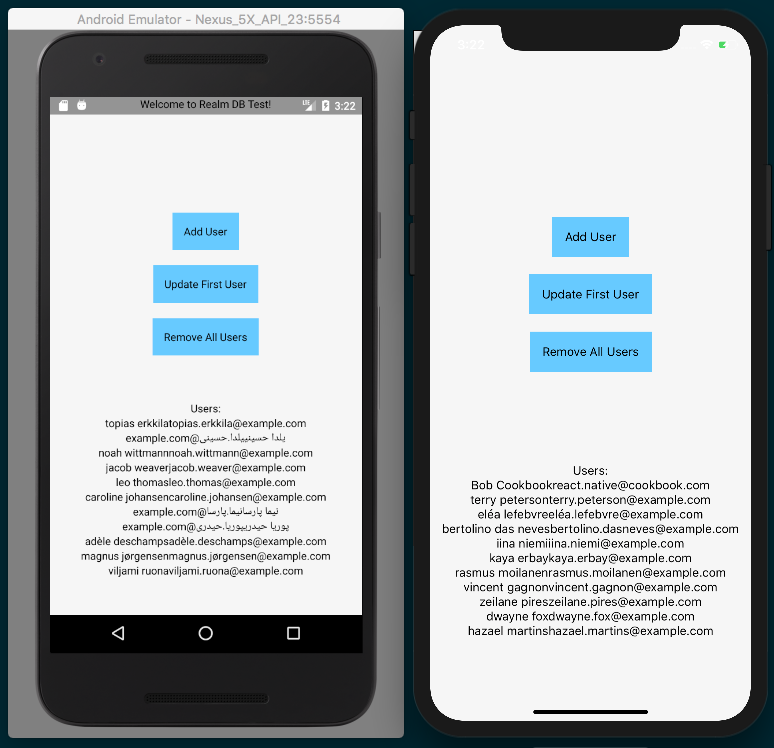 Android Emulator - Nexus_5X_API_23:5554
Welcome to Realm DB Test!
LTE
3:22
Add User
Update First User
Remove All Users
Users:
topias erkkilatopias.erkkila@example.com
یلدا حسینییلدا.حسینی@example.com
noah wittmannnoah.wittmann@example.com
jacob weaverjacob.weaver@example.com
leo thomasleo.thomas@example.com
caroline johansencaroline.johansen@example.com
نیما پارسانیما.پارسا@example.com
پوریا حیدریپوریا.حیدری@example.com
adèle deschampsadèle.deschamps@example.com
magnus jørgensenmagnus.jørgensen@example.com
viljami ruonaviljami.ruona@example.com
3:22
Add User
Update First User
Remove All Users
Users:
Bob Cookbookreact.native@cookbook.com
terry petersonterry.peterson@example.com
eléa lefebvreeléa.lefebvre@example.com
bertolino das nevesbertolino.dasneves@example.com
iina niemiiina.niemi@example.com
kaya erbaykaya.erbay@example.com
rasmus moilanenrasmus.moilanen@example.com
vincent gagnonvincent.gagnon@example.com
zeilane pireszeilane.pires@example.com
dwayne foxdwayne.fox@example.com
hazael martinshazael.martins@example.com